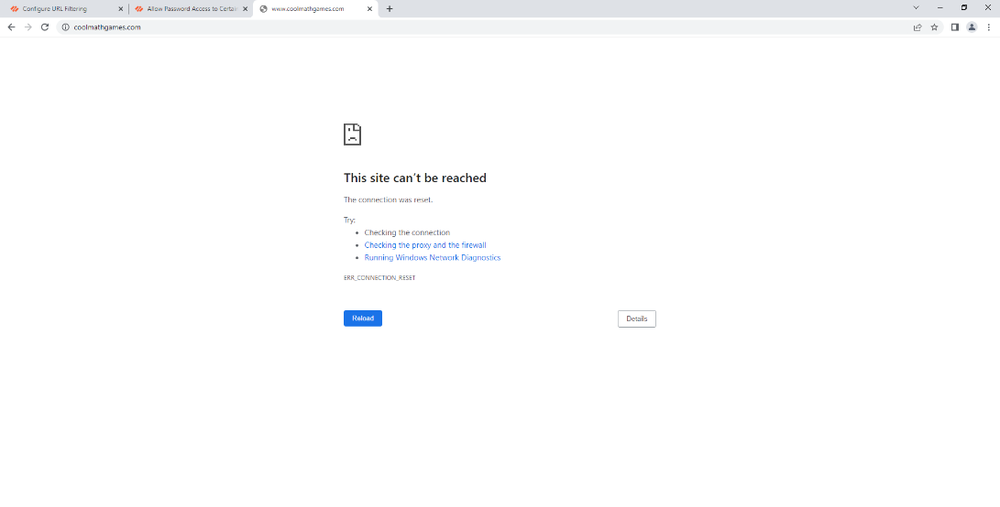 Configure URL Filtering
Allow Password Access to Certain
www.coolmathgames.com
coolmathgames.com
This site can't be reached
The connection was reset.
Try:
Checking the connection
Checking the proxy and the firewall
Running Windows Network Diagnostics
ERR_CONNECTION_RESET
Reload
Details